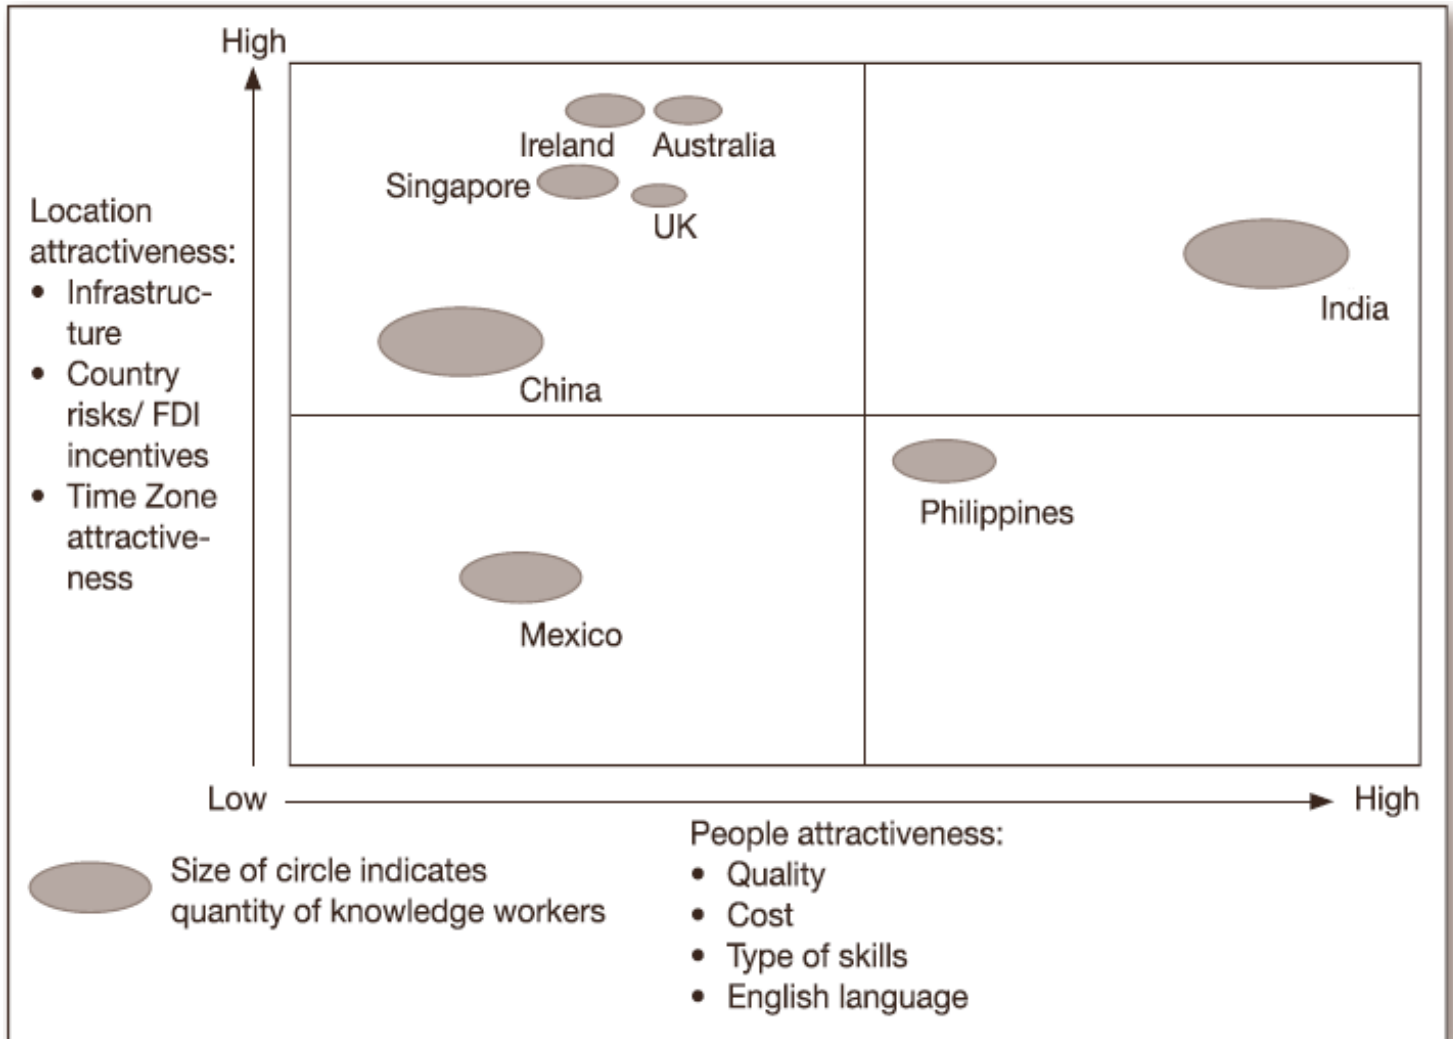 High
Ireland
Australia
Singapore
UK
Location
attractiveness:
• Infrastruc-
ture
• Country
risks/ FDI
incentives
• Time Zone
attractive-
ness
India
China
Philippines
Mexico
Low
High
People attractiveness:
• Quality
• Cost
• Type of skills
• English language
Size of circle indicates
quantity of knowledge workers